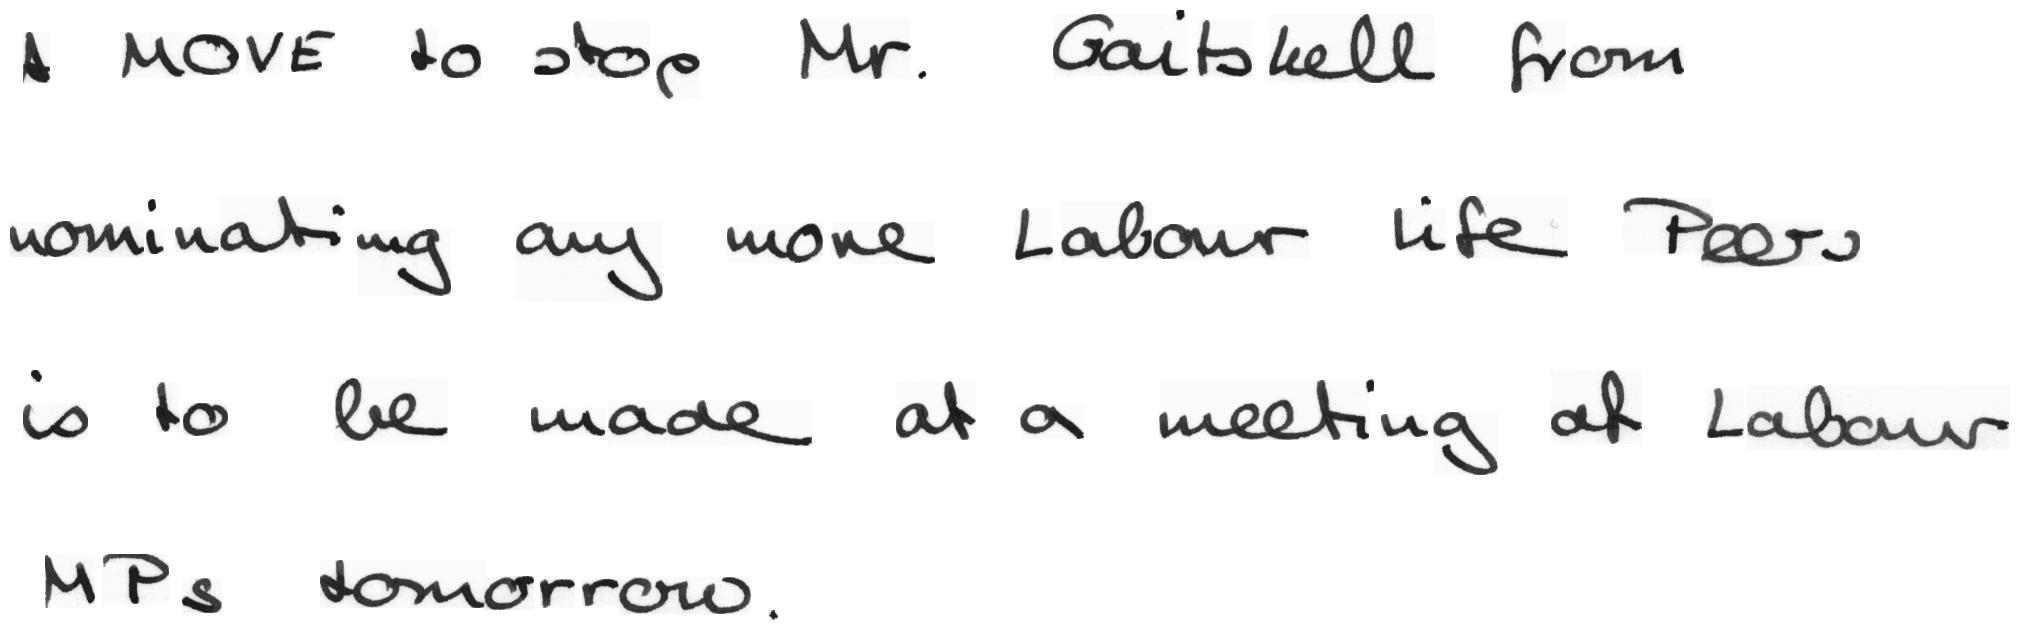 A MOVE to stop Mr. Gaitskell from
nominating any more Labour life Peers
is to be made at a meeting of Labour
MPs tomorrow.